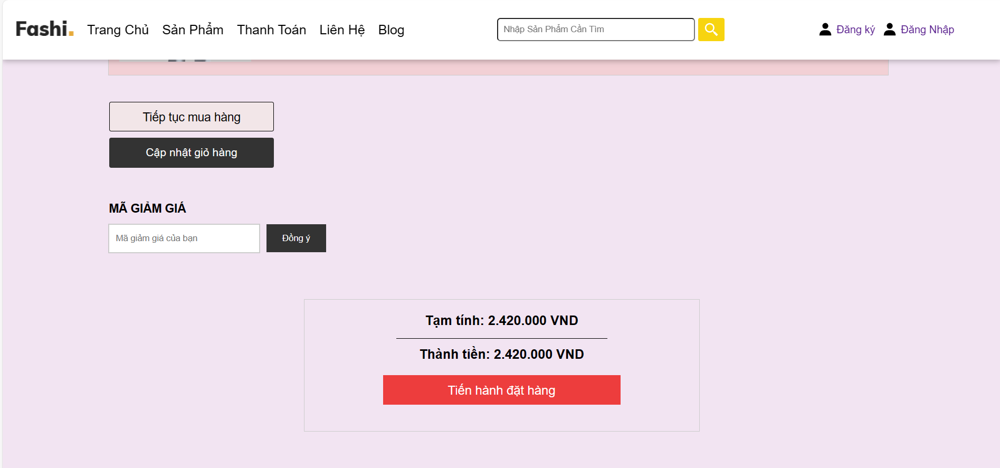 Fashi. Trang Chủ Sản Phẩm Thanh Toán Liên Hệ Blog Nhập Sản Phẩm Cần Tìm Đăng ký Đăng Nhập
Tiếp tục mua hàng
Cập nhật giỏ hàng
MÃ GIẢM GIÁ
Mã giảm giá của bạn Đồng ý
Tạm tính: 2.420.000 VND
Thành tiền: 2.420.000 VND
Tiến hành đặt hàng